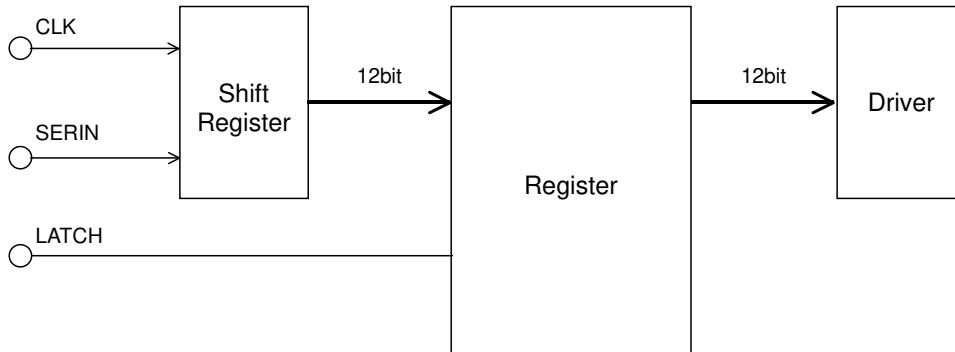 CLK
SERIN
LATCH
Shift
Register
12bit
Register
12bit
Driver